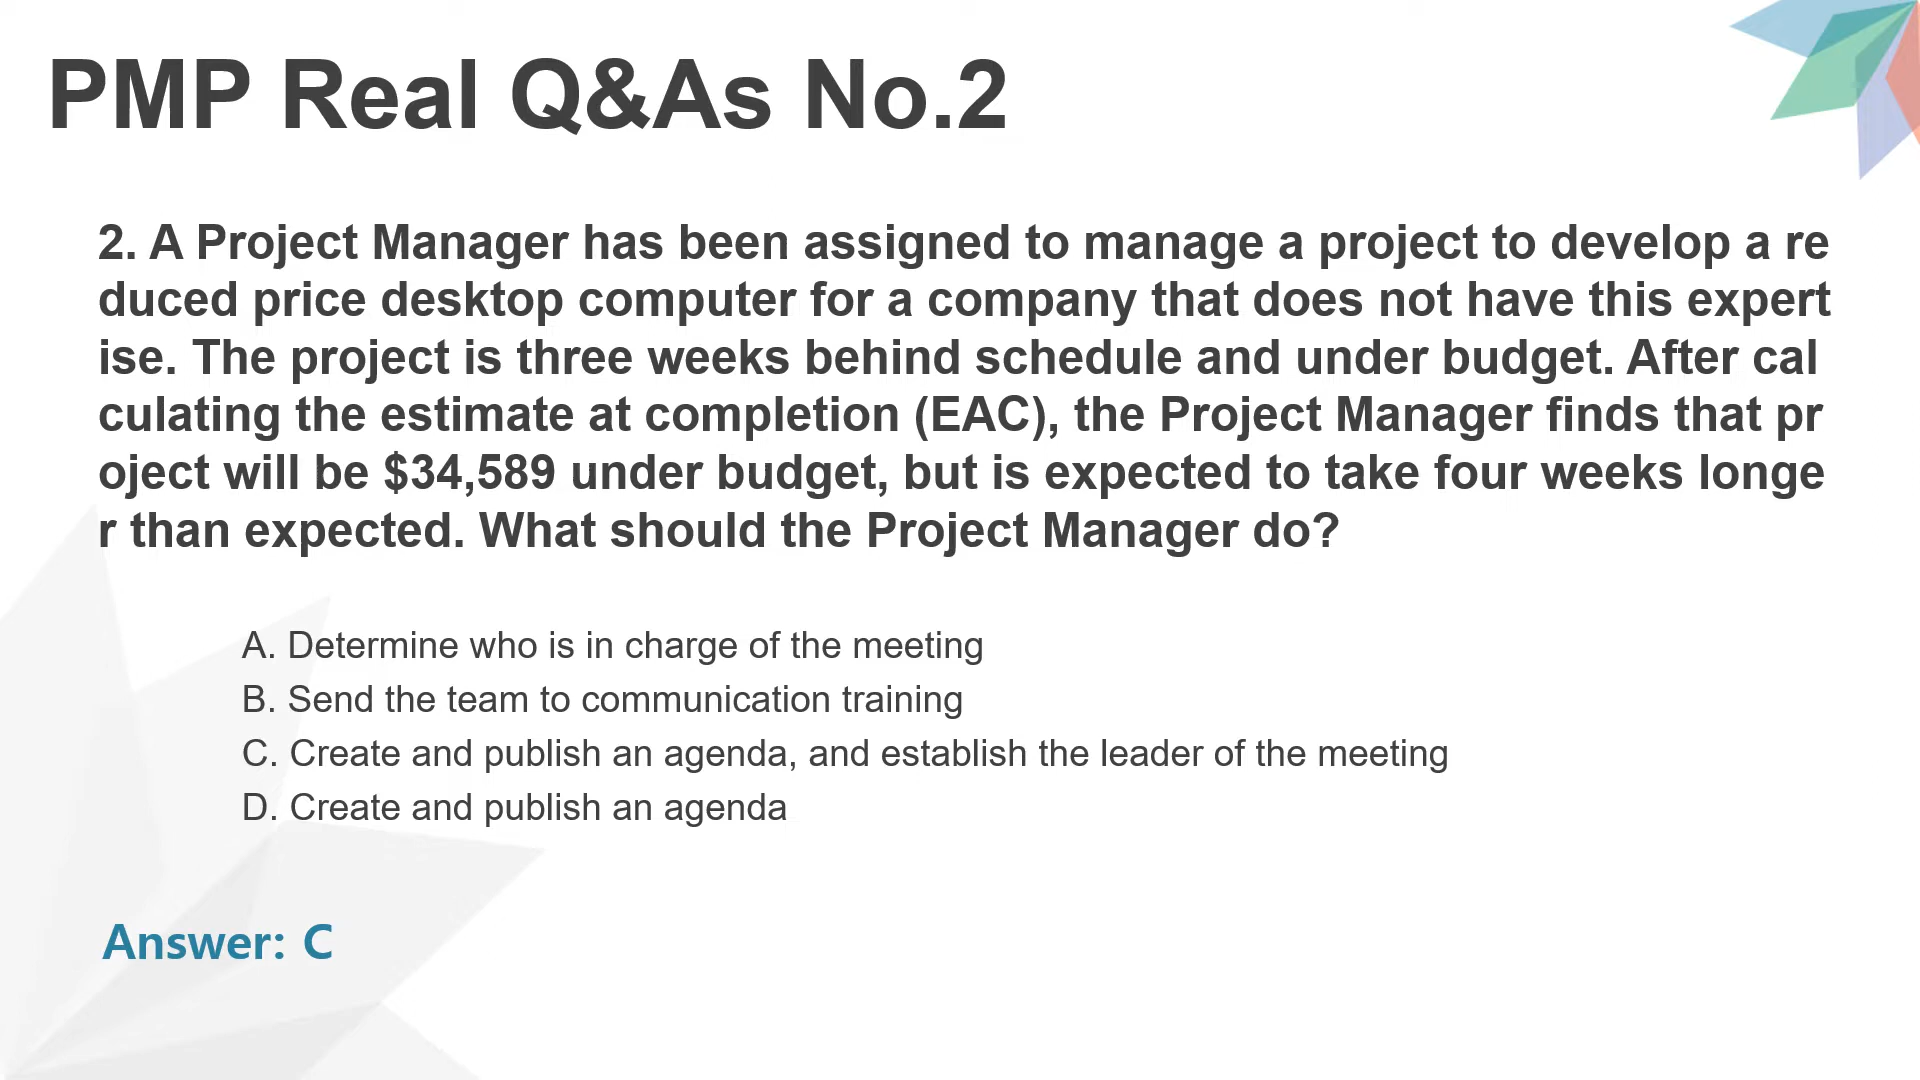 PMP Real Q&As No.2
2. A Project Manager has been assigned to manage a project to develop a re
duced price desktop computer for a company that does not have this expert
ise. The project is three weeks behind schedule and under budget. After cal
culating the estimate at completion (EAC), the Project Manager finds that pr
oject will be $34,589 under budget, but is expected to take four weeks longe
r than expected. What should the Project Manager do?
A. Determine who is in charge of the meeting
B. Send the team to communication training
C. Create and publish an agenda, and establish the leader of the meeting
D. Create and publish an agenda
Answer: C